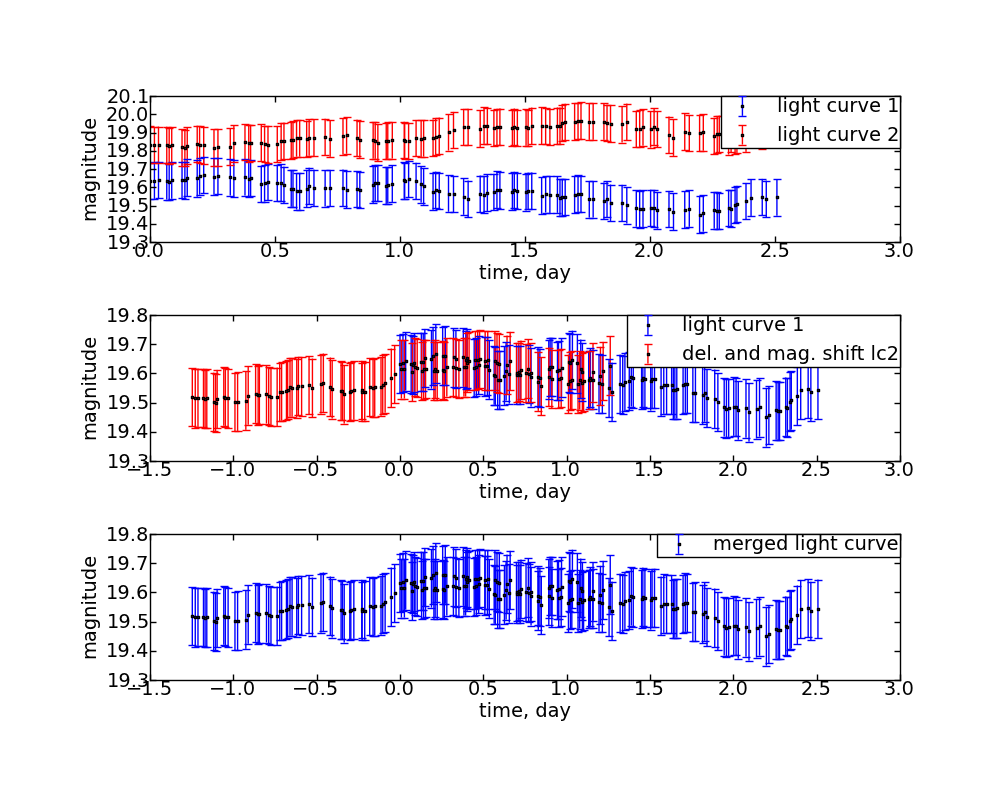 20.1
20.0
19.9
19.8
19.7
19.6
19.5
19.4
19.3
magnitude
light curve 1
light curve 2
0.0 0.5 1.0 1.5 2.0 2.5 3.0
time, day
19.8
19.7
19.6
19.5
19.4
19.3
magnitude
light curve 1
del. and mag. shift lc2
−1.5 −1.0 −0.5 0.0 0.5 1.0 1.5 2.0 2.5 3.0
time, day
19.8
19.7
19.6
19.5
19.4
19.3
magnitude
merged light curve
−1.5 −1.0 −0.5 0.0 0.5 1.0 1.5 2.0 2.5 3.0
time, day